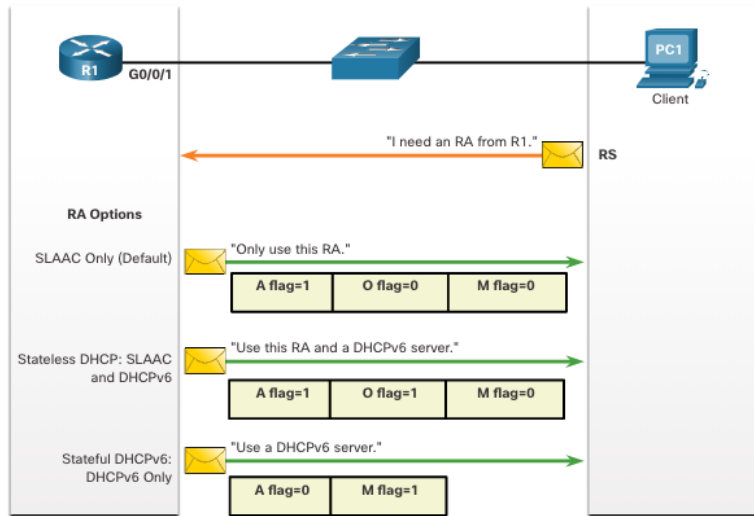 R1
G0/0/1
PC1
Client
"I need an RA from R1."
RS
RA Options
SLAAC Only (Default)
"Only use this RA."
A flag=1 O flag=0 M flag=0
Stateless DHCP: SLAAC
and DHCPv6
"Use this RA and a DHCPv6 server."
A flag=1 O flag=1 M flag=0
Stateful DHCPv6:
DHCPv6 Only
"Use a DHCPv6 server."
A flag=0 M flag=1